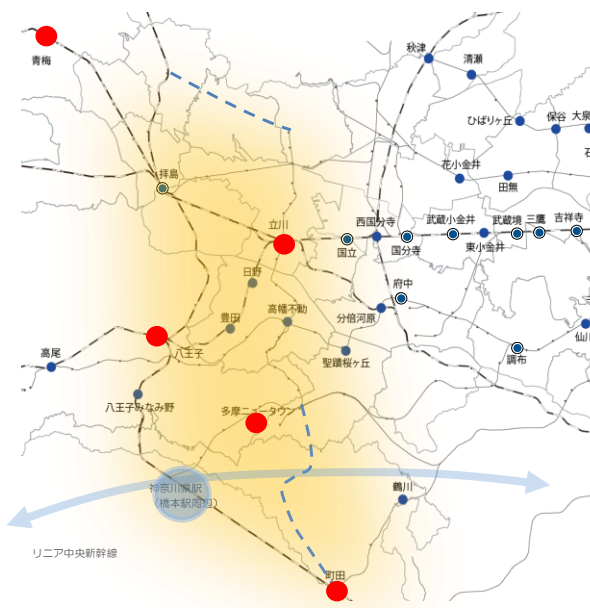 秋津
清瀬
青梅
ひばりヶ丘
保谷
大泉
石
花小金井
田無
拝島
立川
西国分寺
武蔵小金井
武蔵境
三鷹
吉祥寺
国立
国分寺
東小金井
日野
府中
豊田
高幡不動
分倍河原
仙川
高尾
八王子
聖蹟桜ヶ丘
調布
八王子みなみ野
多摩ニュータウン
神奈川県駅
（橋本駅周辺）
鶴川
リニア中央新幹線
町田